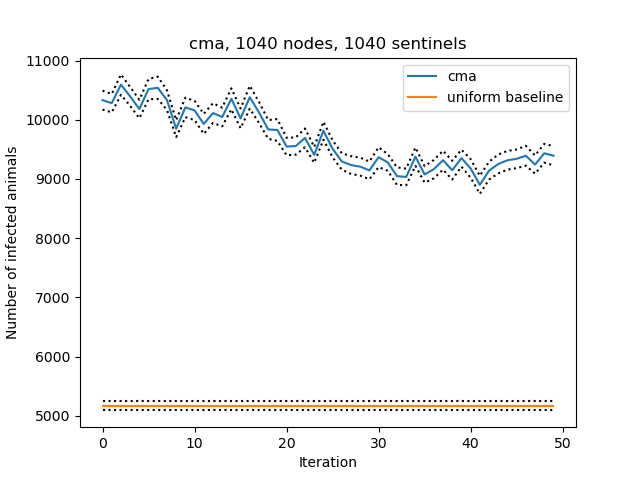 cma, 1040 nodes, 1040 sentinels
cma
uniform baseline
Number of infected animals
11000
10000
9000
8000
7000
6000
5000
0 10 20 30 40 50
Iteration